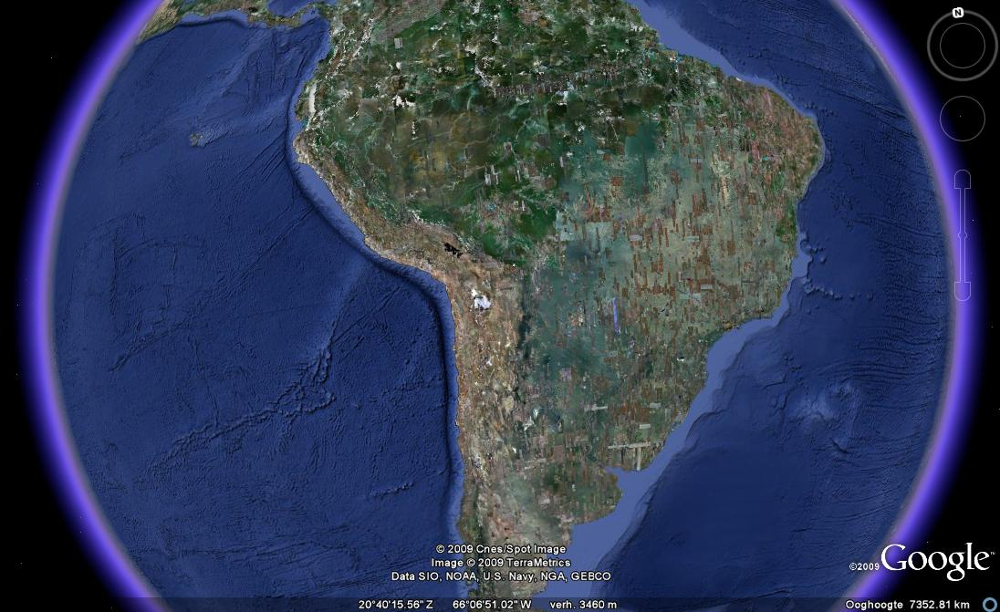 N
© 2009 Cnes/Spot Image
Image © 2009 TerraMetrics
Data SIO, NOAA, U.S. Navy, NGA, GEBCO
©2009 Google™
20°40'15.56" Z 66°06'51.02" W verh. 3460 m Ooghoogte 7352.81 km